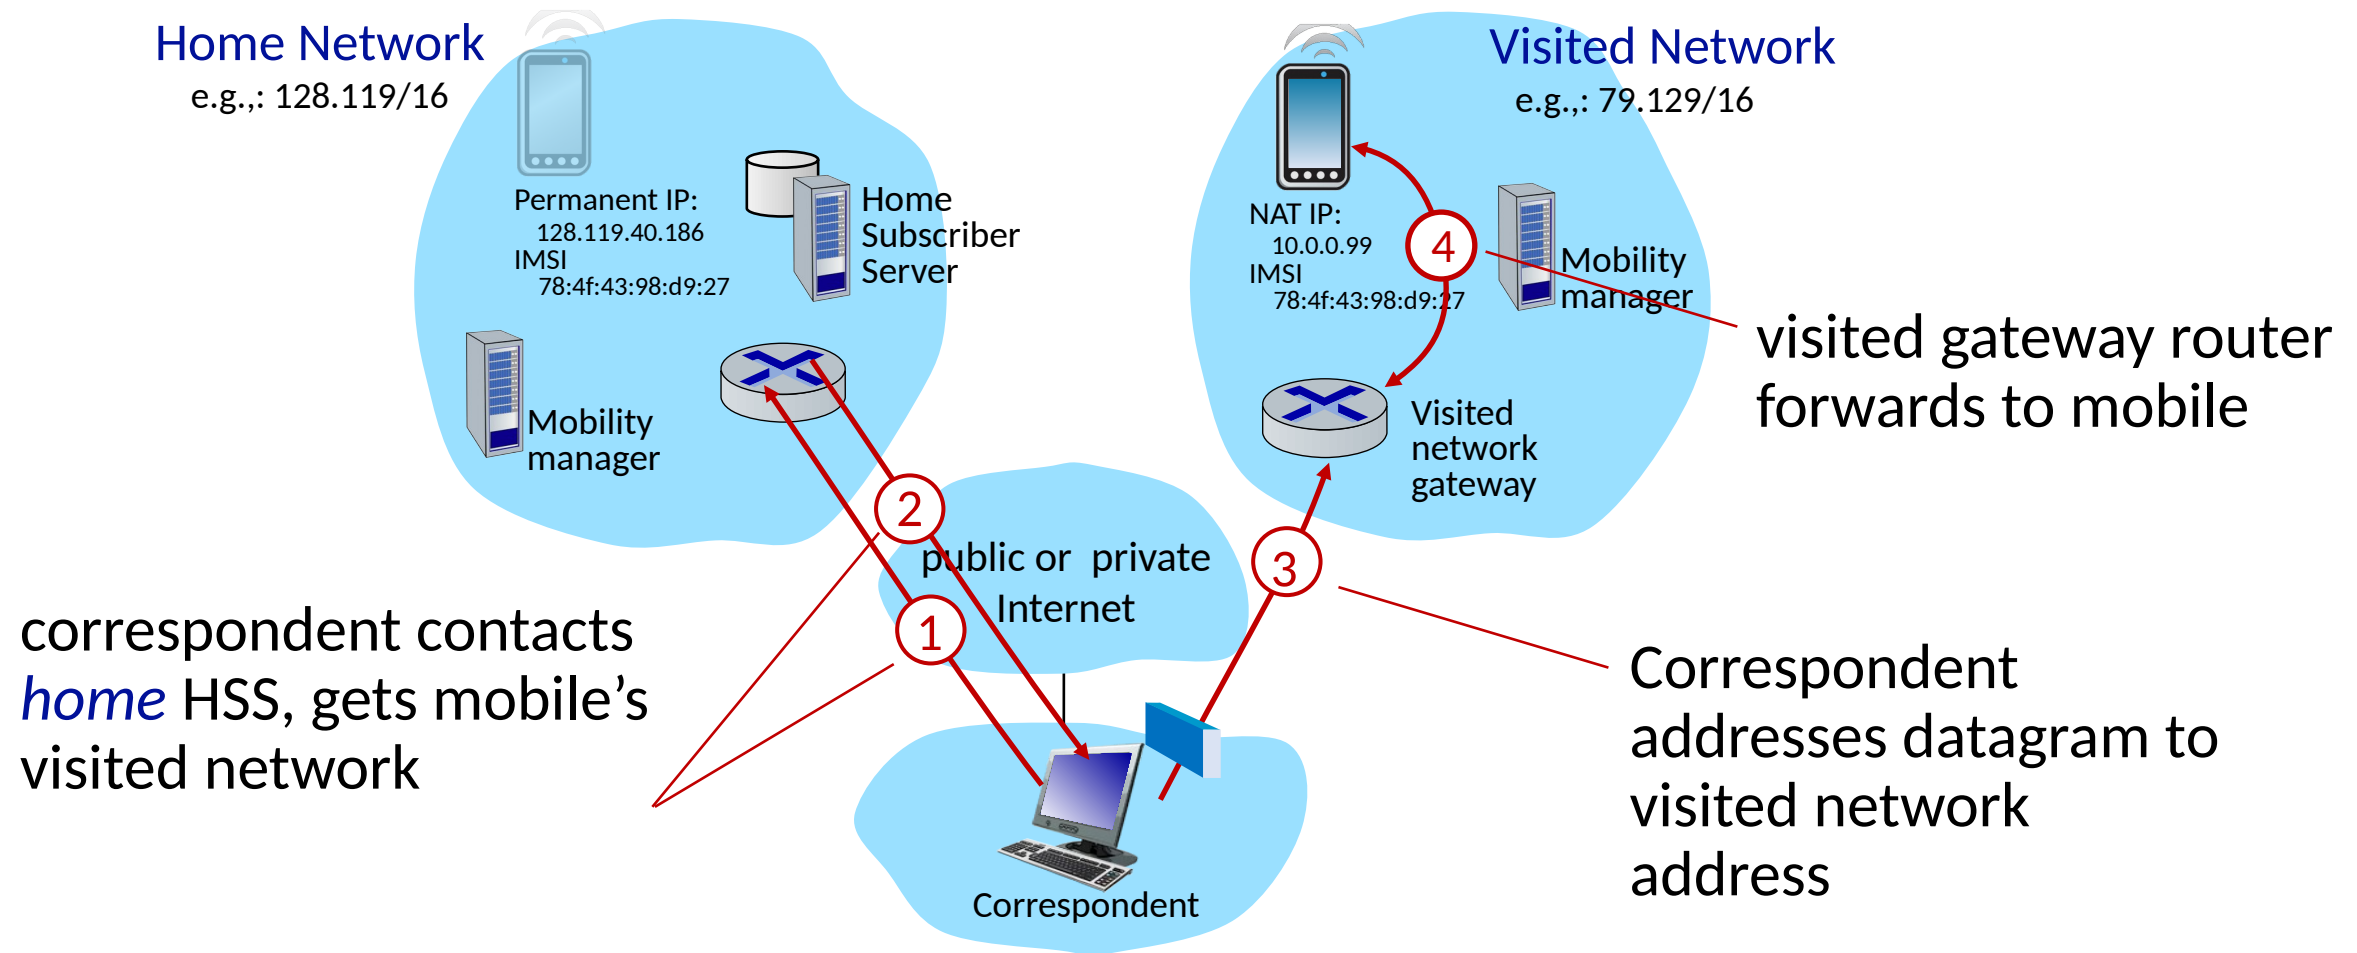 Home Network
e.g.,: 128.119/16
Visited Network
e.g.,: 79.129/16
Permanent IP:
128.119.40.186
IMSI
78:4f:43:98:d9:27
Home
Subscriber
Server
Mobility
manager
NAT IP:
10.0.0.99
IMSI
78:4f:43:98:d9:27
4
Mobility
manager
visited gateway router
forwards to mobile
Visited
network
gateway
2
public or  private
Internet
3
1
correspondent contacts
home HSS, gets mobile’s
visited network
Correspondent
addresses datagram to
visited network
address
Correspondent